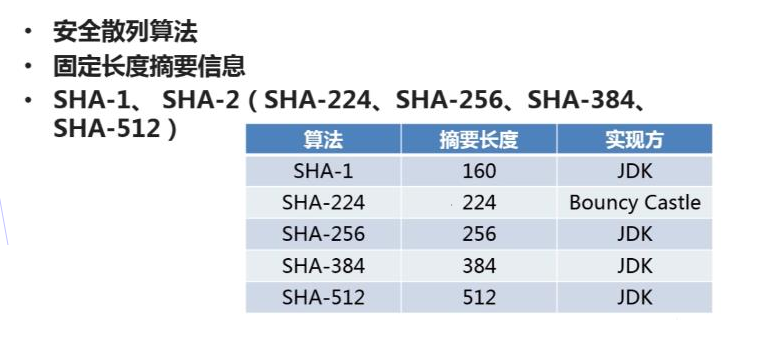 • 安全散列算法
• 固定长度摘要信息
• SHA-1、 SHA-2（SHA-224、SHA-256、SHA-384、
SHA-512）
算法 摘要长度 实现方
SHA-1 160 JDK
SHA-224 224 Bouncy Castle
SHA-256 256 JDK
SHA-384 384 JDK
SHA-512 512 JDK